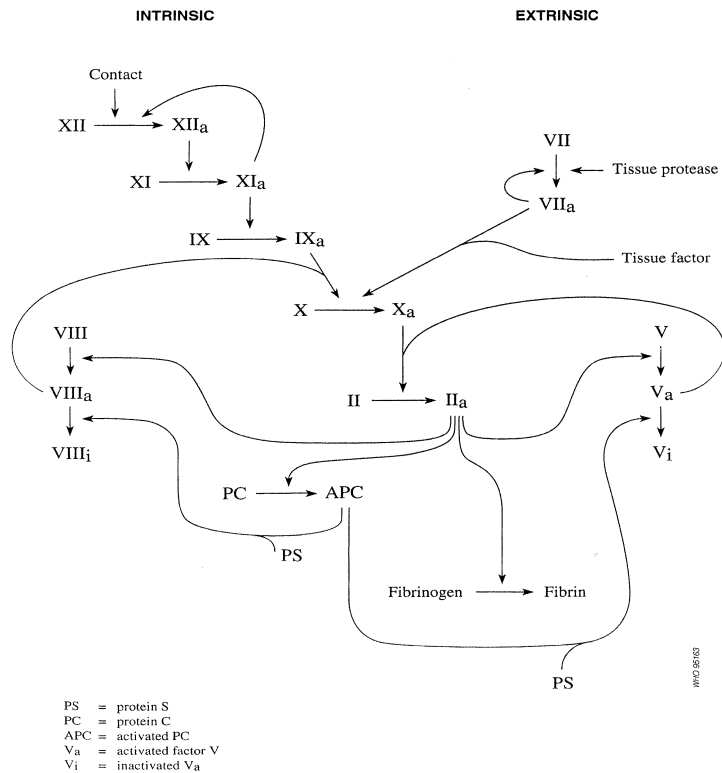 INTRINSIC
EXTRINSIC
Contact
XII
XIIa
VII
Tissue protease
XI
XIa
VIIa
IX
IXa
Tissue factor
X
Xa
VIII
V
VIIIa
II
IIa
Va
VIIIi
Vi
PC
APC
PS
Fibrinogen
Fibrin
PS
WHO 95163
PS = protein S
PC = protein C
APC = activated PC
Va = activated factor V
Vi = inactivated Va